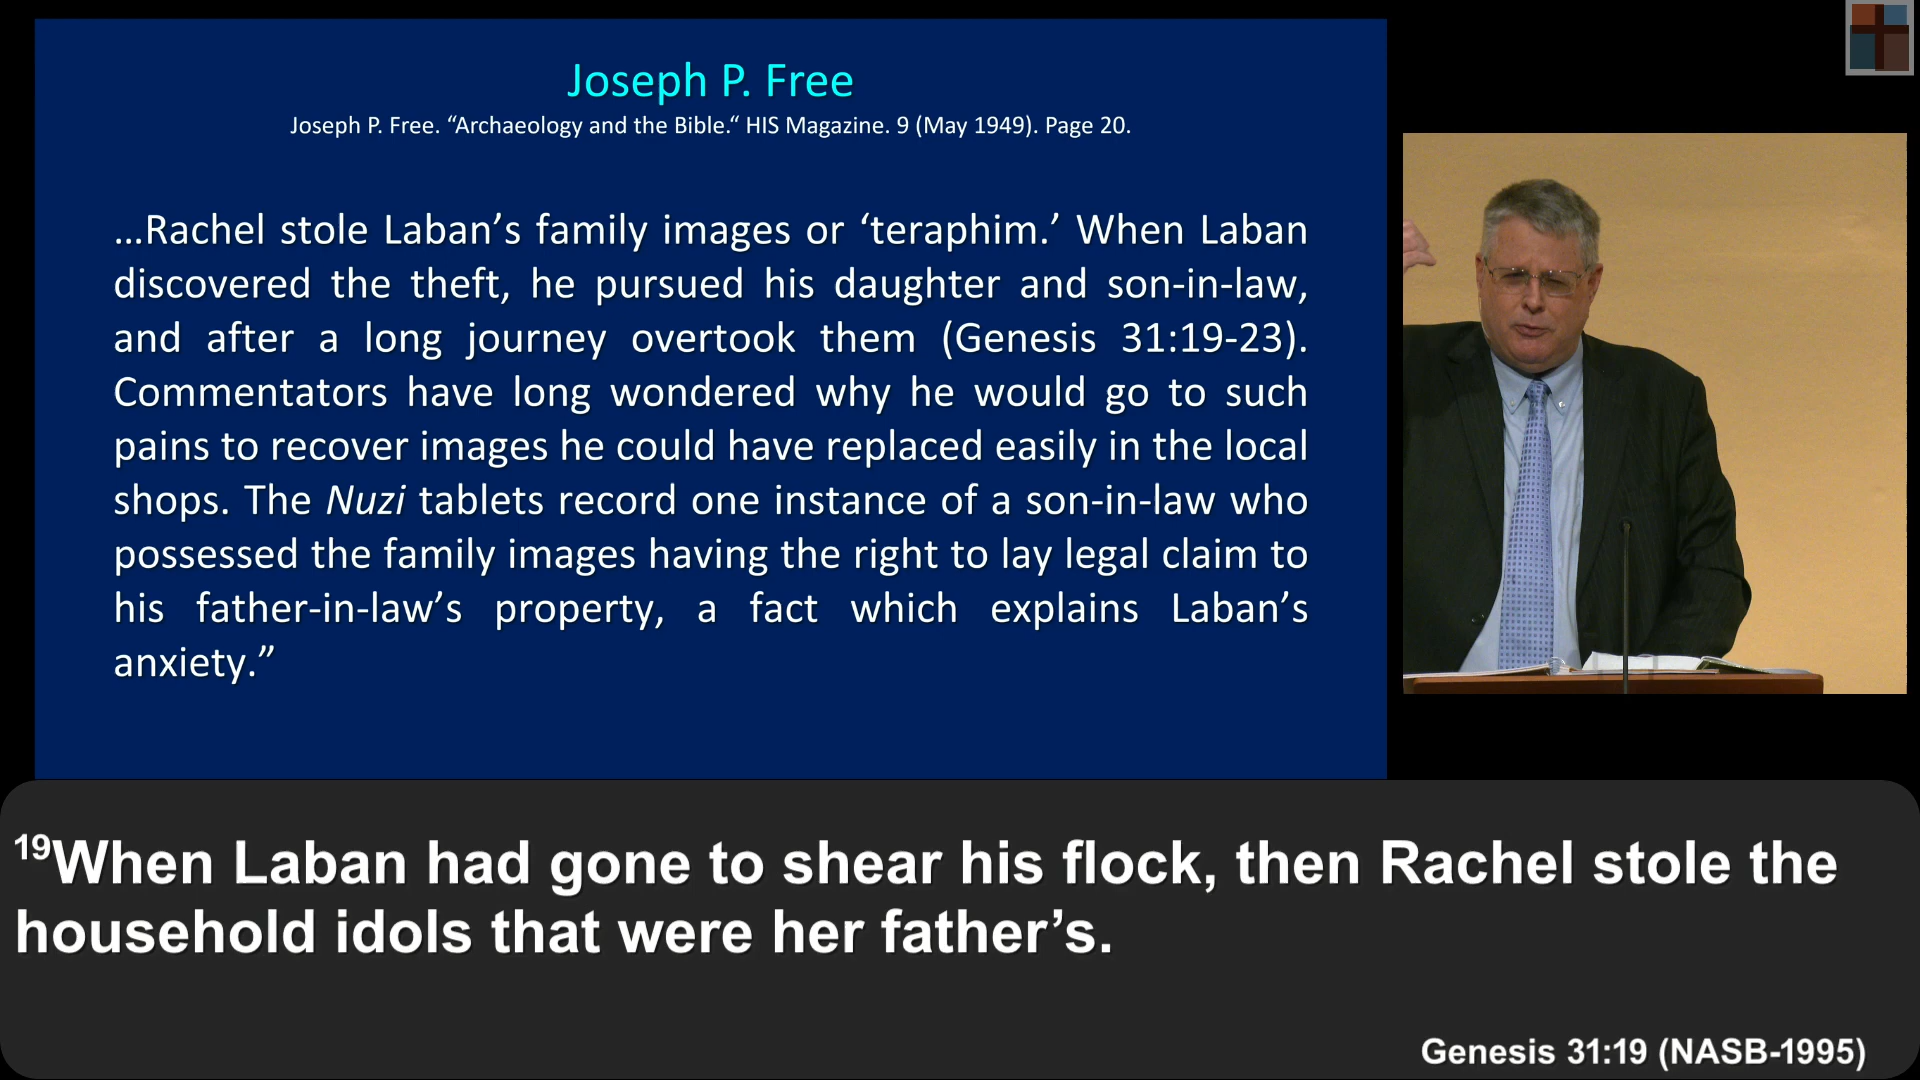 Joseph P. Free
Joseph P. Free. “Archaeology and the Bible.“ HIS Magazine. 9 (May 1949). Page 20.
…Rachel stole Laban’s family images or ‘teraphim.’ When Laban
discovered the theft, he pursued his daughter and son-in-law,
and after a long journey overtook them (Genesis 31:19-23).
Commentators have long wondered why he would go to such
pains to recover images he could have replaced easily in the local
shops. The Nuzi tablets record one instance of a son-in-law who
possessed the family images having the right to lay legal claim to
his father-in-law’s property, a fact which explains Laban’s
anxiety.”
19When Laban had gone to shear his flock, then Rachel stole the
household idols that were her father’s.
Genesis 31:19 (NASB-1995)